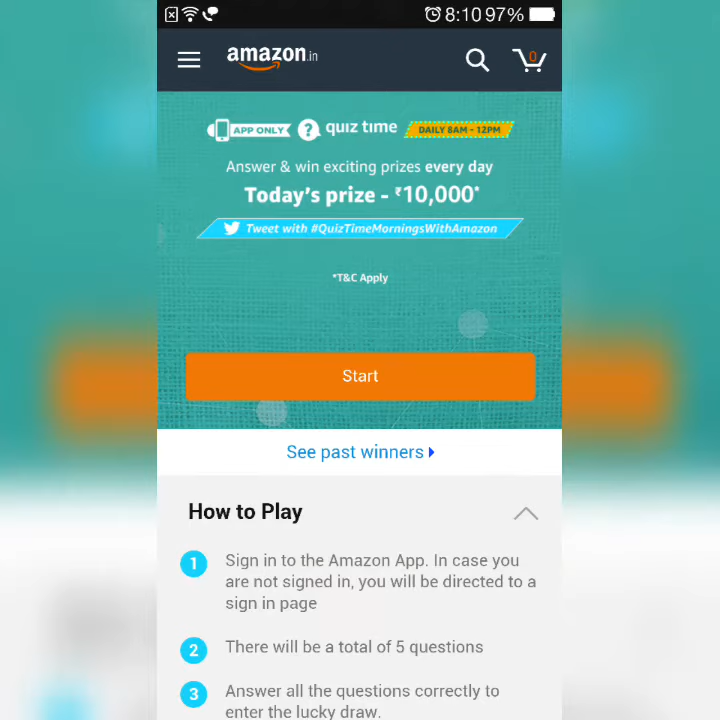 8:10 97%
amazon.in
0
APP ONLY ? quiz time DAILY 8AM - 12PM
Answer & win exciting prizes every day
Today's prize - ₹10,000*
Tweet with #QuizTimeMorningsWithAmazon
*T&C Apply
Start
See past winners
How to Play
1 Sign in to the Amazon App. In case you
are not signed in, you will be directed to a
sign in page
2 There will be a total of 5 questions
3 Answer all the questions correctly to
enter the lucky draw.